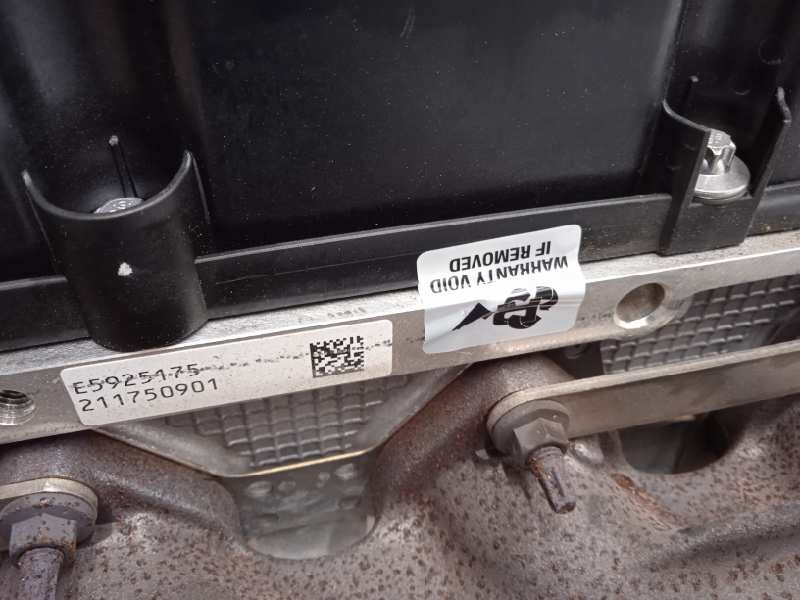 E5925175
211750901
WARRANTY VOID
IF REMOVED